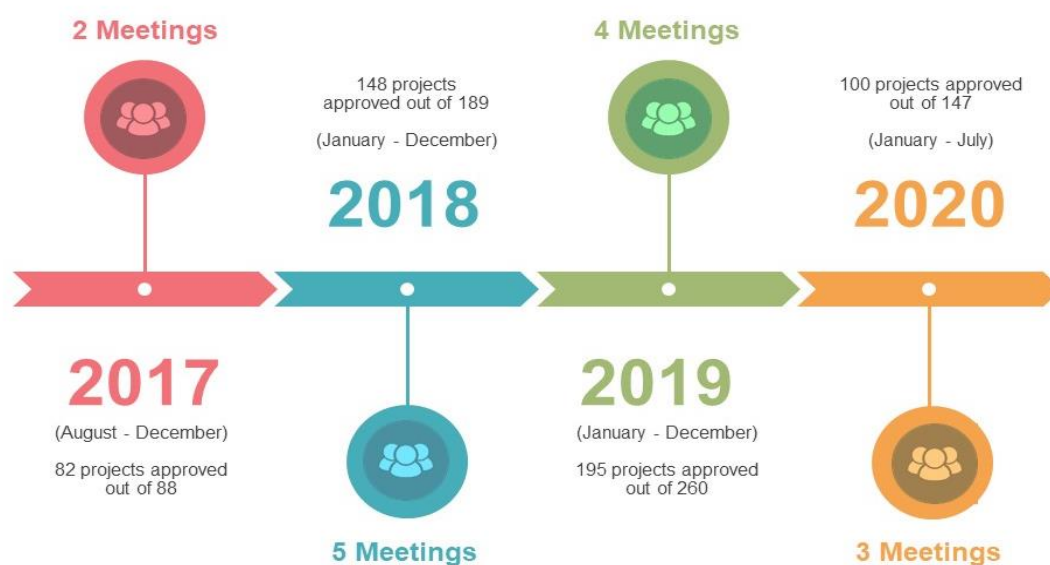 2 Meetings
4 Meetings
148 projects
approved out of 189
(January - December)
2018
100 projects approved
out of 147
(January - July)
2020
2017
(August - December)
82 projects approved
out of 88
2019
(January - December)
195 projects approved
out of 260
5 Meetings
3 Meetings